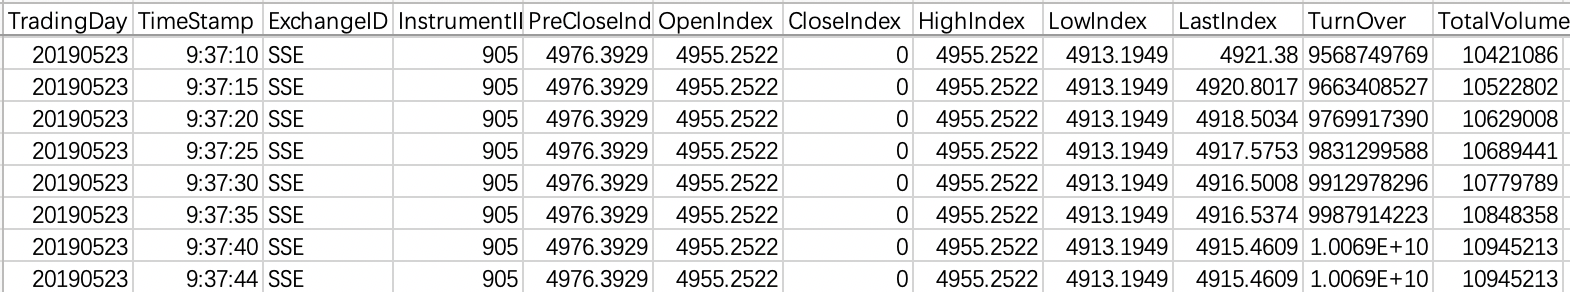 TradingDay TimeStamp ExchangeID InstrumentII PreCloseInd OpenIndex CloseIndex HighIndex LowIndex LastIndex TurnOver TotalVolume
20190523 9:37:10 SSE 905 4976.3929 4955.2522 0 4955.2522 4913.1949 4921.38 9568749769 10421086
20190523 9:37:15 SSE 905 4976.3929 4955.2522 0 4955.2522 4913.1949 4920.8017 9663408527 10522802
20190523 9:37:20 SSE 905 4976.3929 4955.2522 0 4955.2522 4913.1949 4918.5034 9769917390 10629008
20190523 9:37:25 SSE 905 4976.3929 4955.2522 0 4955.2522 4913.1949 4917.5753 9831299588 10689441
20190523 9:37:30 SSE 905 4976.3929 4955.2522 0 4955.2522 4913.1949 4916.5008 9912978296 10779789
20190523 9:37:35 SSE 905 4976.3929 4955.2522 0 4955.2522 4913.1949 4916.5374 9987914223 10848358
20190523 9:37:40 SSE 905 4976.3929 4955.2522 0 4955.2522 4913.1949 4915.4609 1.0069E+10 10945213
20190523 9:37:44 SSE 905 4976.3929 4955.2522 0 4955.2522 4913.1949 4915.4609 1.0069E+10 10945213